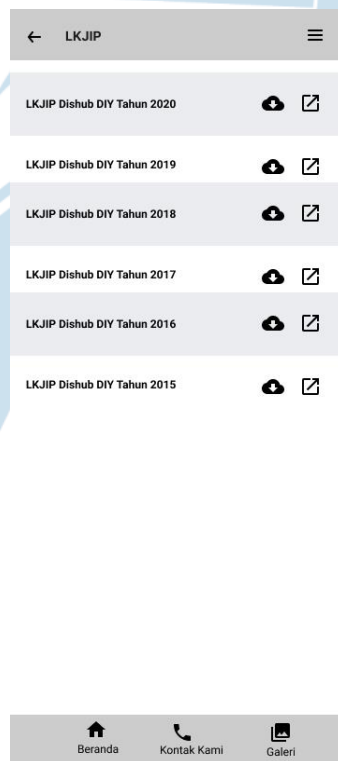 LKJIP
LKJIP Dishub DIY Tahun 2020
LKJIP Dishub DIY Tahun 2019
LKJIP Dishub DIY Tahun 2018
LKJIP Dishub DIY Tahun 2017
LKJIP Dishub DIY Tahun 2016
LKJIP Dishub DIY Tahun 2015
Beranda Kontak Kami Galeri